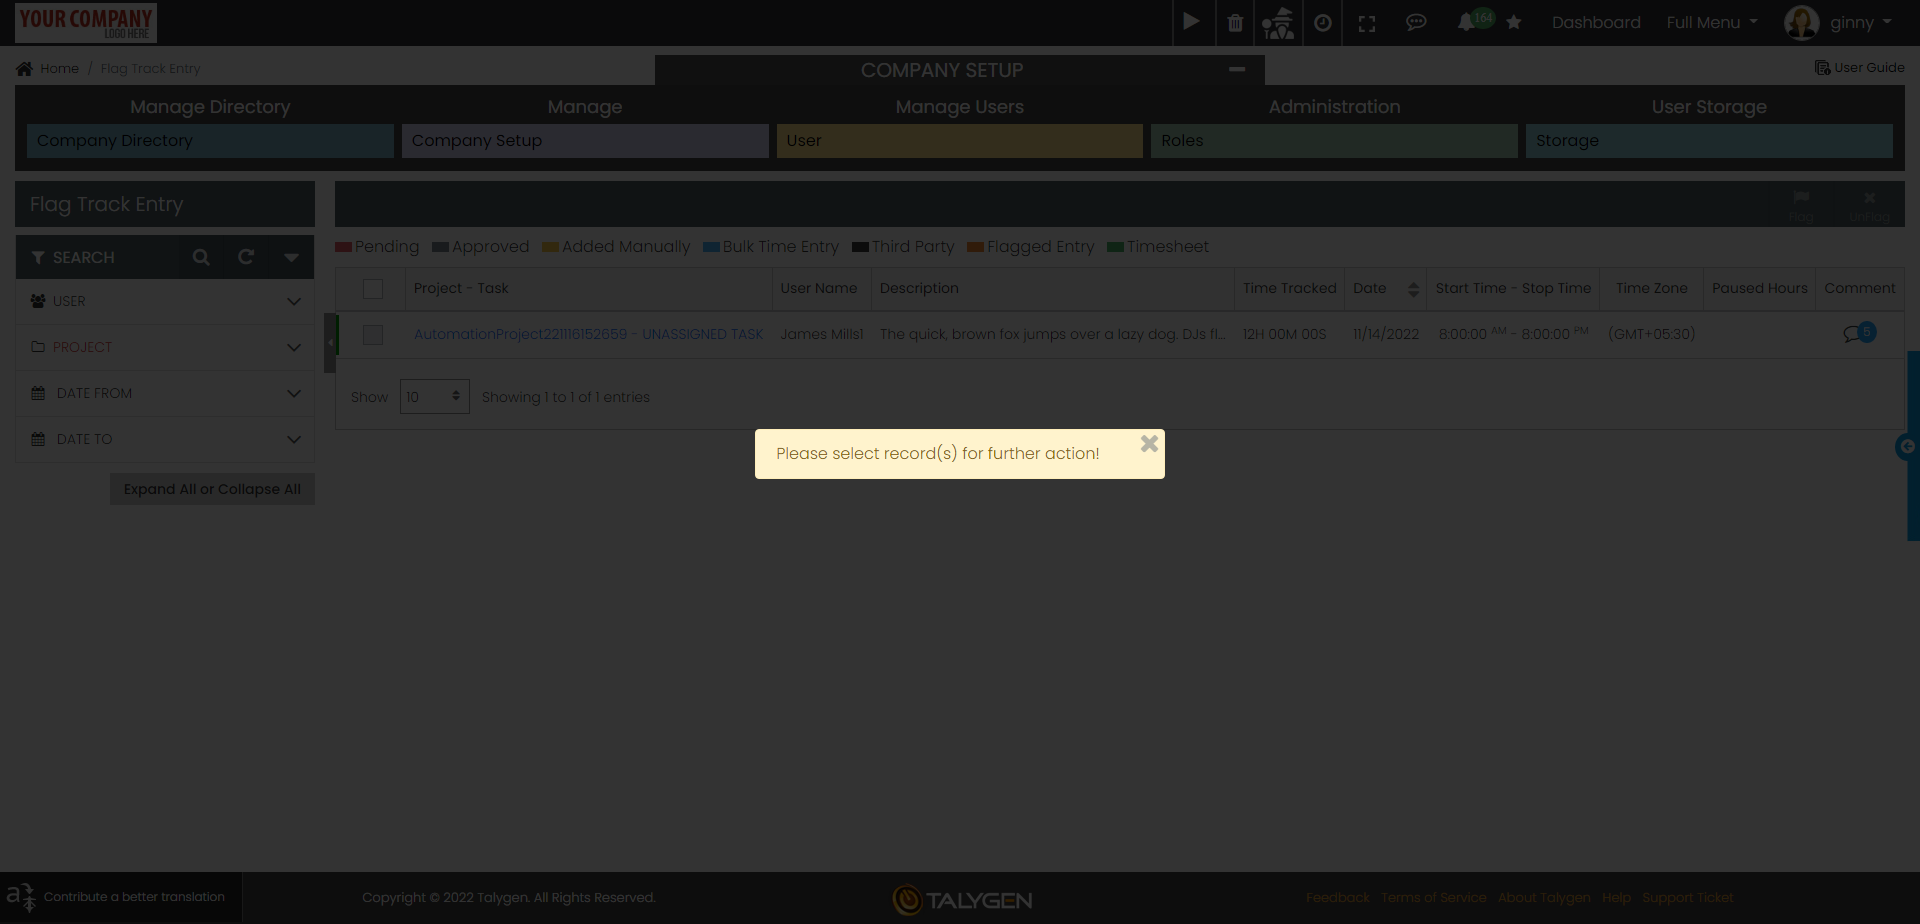 YOUR COMPANY
LOGO HERE
164
Dashboard
Full Menu
ginny
Home / Flag Track Entry
COMPANY SETUP
User Guide
Manage Directory
Manage
Manage Users
Administration
User Storage
Company Directory
Company Setup
User
Roles
Storage
Flag Track Entry
Flag
UnFlag
SEARCH
USER
PROJECT
DATE FROM
DATE TO
Expand All or Collapse All
Pending Approved Added Manually Bulk Time Entry Third Party Flagged Entry Timesheet
Project - Task User Name Description Time Tracked Date Start Time - Stop Time Time Zone Paused Hours Comment
AutomationProject221116152659 - UNASSIGNED TASK James Mills1 The quick, brown fox jumps over a lazy dog. DJs fl... 12H 00M 00S 11/14/2022 8:00:00 AM - 8:00:00 PM (GMT+05:30) 5
Show 10 Showing 1 to 1 of 1 entries
Please select record(s) for further action!
Contribute a better translation
Copyright © 2022 Talygen. All Rights Reserved.
TALYGEN
Feedback Terms of Service About Talygen Help Support Ticket